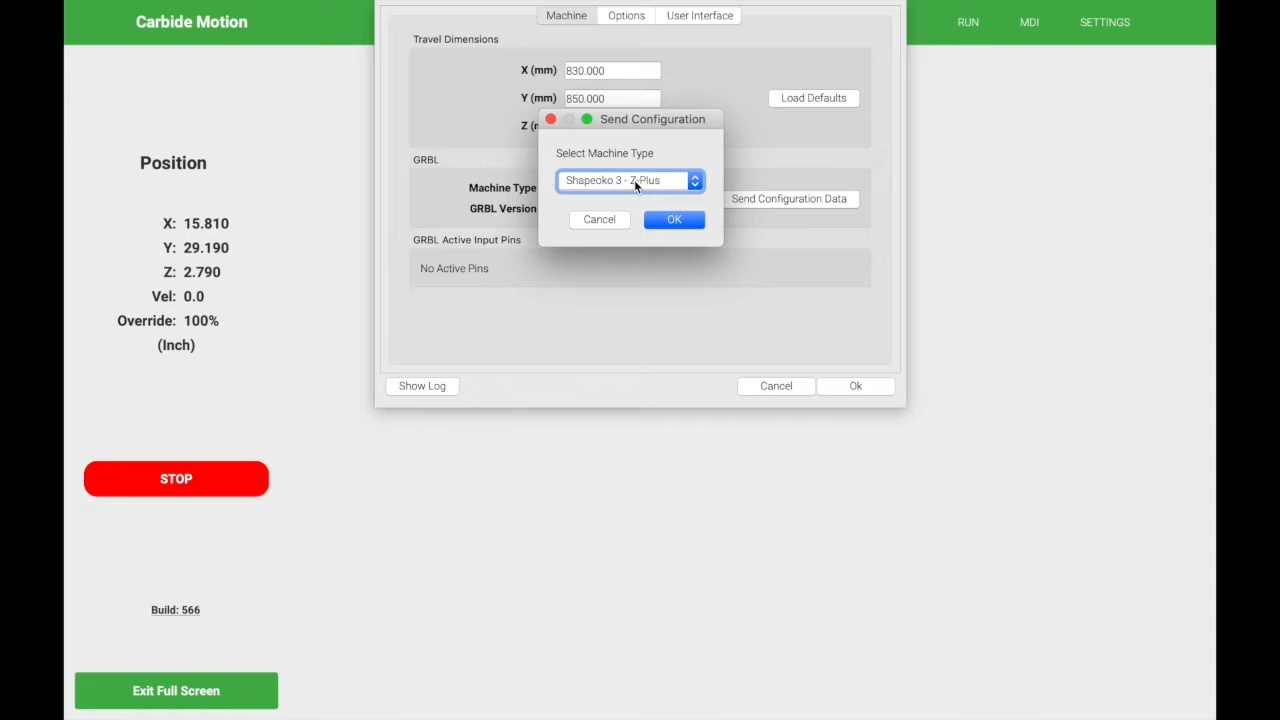 Carbide Motion
RUN MDI SETTINGS
Machine Options User Interface
Travel Dimensions
X (mm) 830.000
Y (mm) 850.000
Load Defaults
Send Configuration
Select Machine Type
Shapeoko 3 - Z-Plus
Cancel OK
GRBL
Machine Type
GRBL Version
Send Configuration Data
GRBL Active Input Pins
No Active Pins
Show Log Cancel Ok
Position
X: 15.810
Y: 29.190
Z: 2.790
Vel: 0.0
Override: 100%
(Inch)
STOP
Build: 566
Exit Full Screen